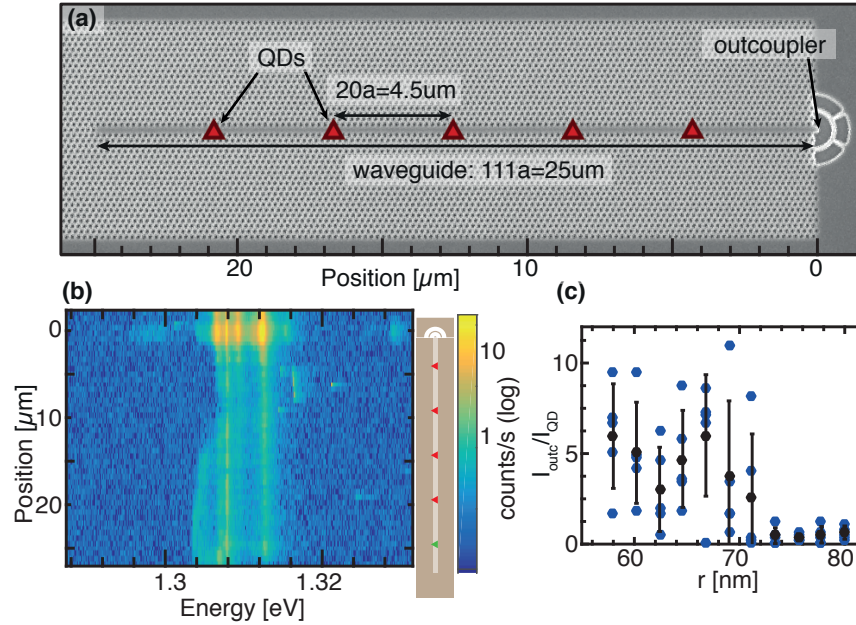 (a)
QDs
outcoupler
20a=4.5um
waveguide: 111a=25um
20
10
0
Position [µm]
(b)
(c)
0
10
20
Position [µm]
1.3
1.32
Energy [eV]
10
1
counts/s (log)
10
5
0
I_outc/I_QD
60
70
80
r [nm]